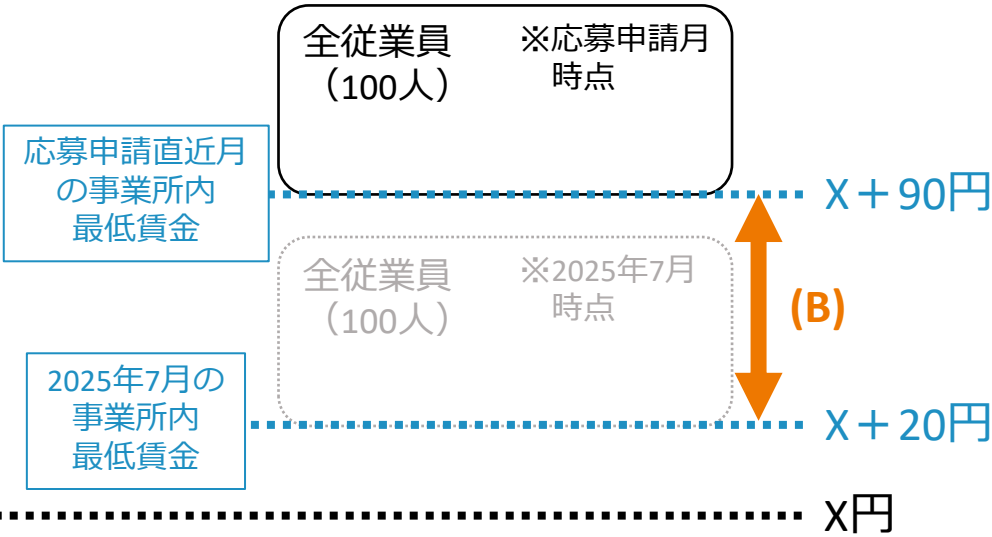 全従業員
（100人）
※応募申請月
時点
応募申請直近月
の事業所内
最低賃金
X＋90円
全従業員
（100人）
※2025年7月
時点
(B)
2025年7月の
事業所内
最低賃金
X＋20円
X円